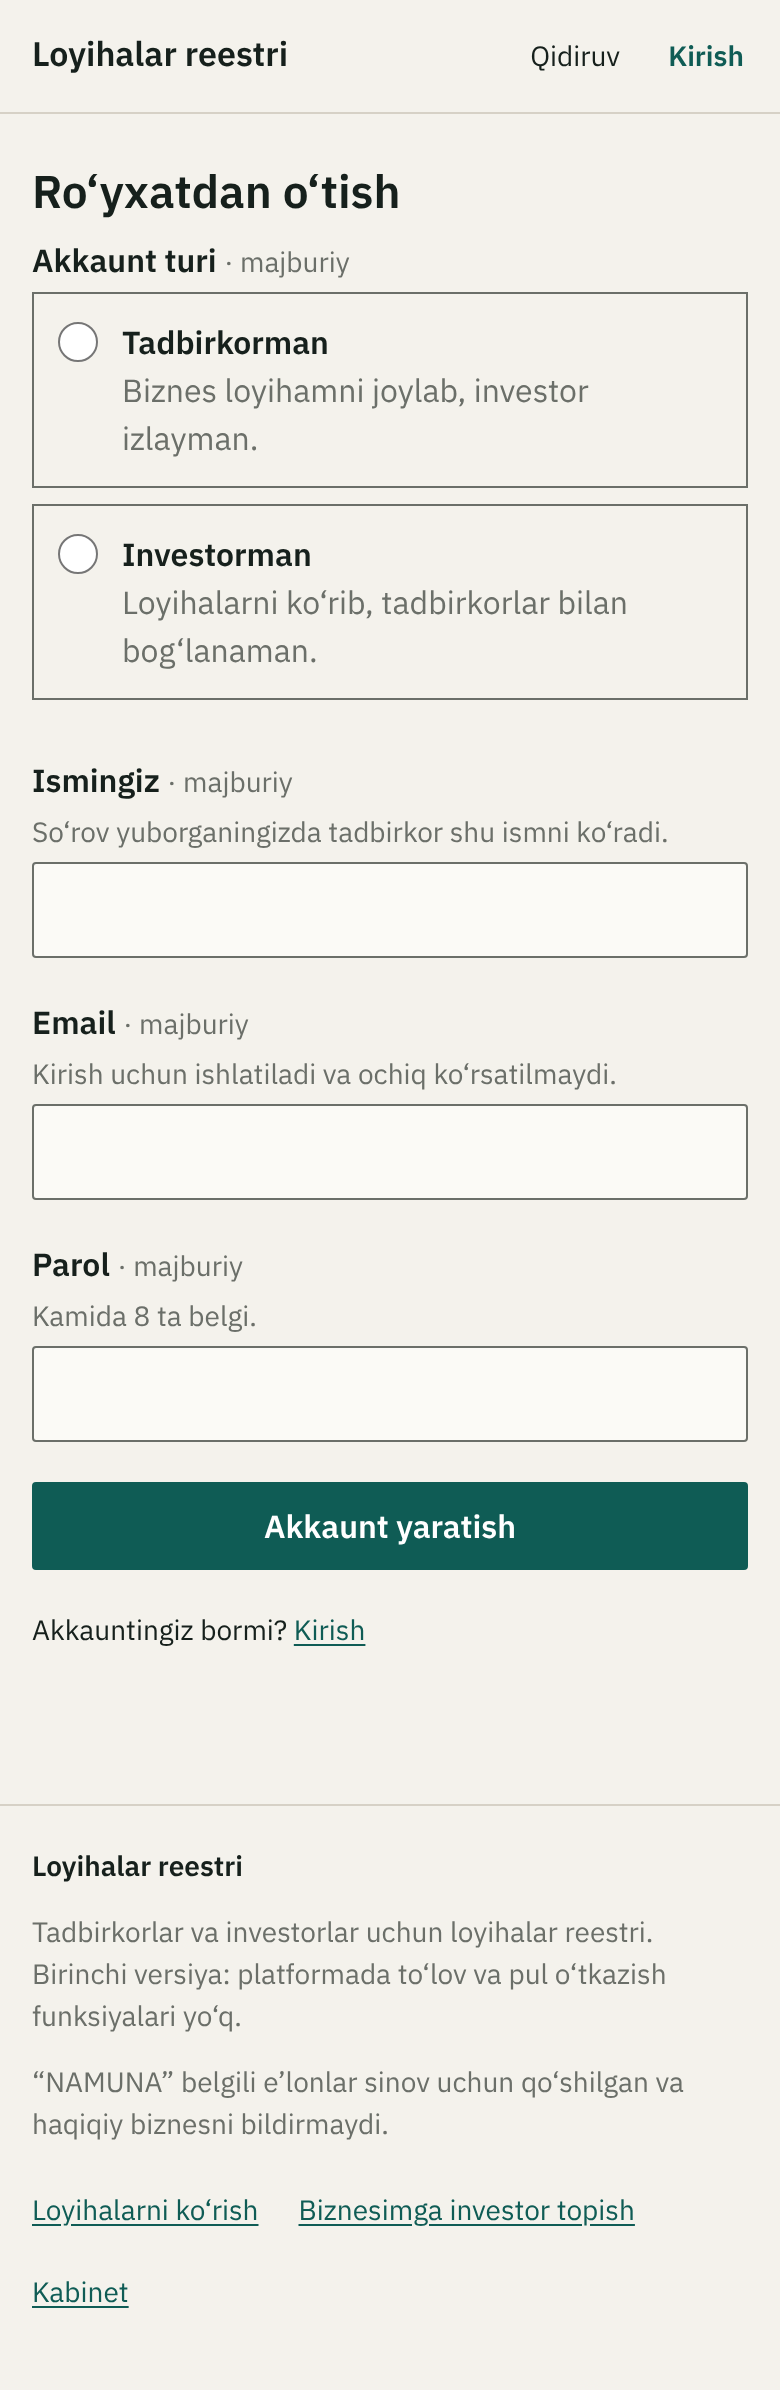 Loyihalar reestri
Qidiruv
Kirish
Ro‘yxatdan o‘tish
Akkaunt turi · majburiy
Tadbirkorman
Biznes loyihamni joylab, investor
izlayman.
Investorman
Loyihalarni ko‘rib, tadbirkorlar bilan
bog‘lanaman.
Ismingiz · majburiy
So‘rov yuborganingizda tadbirkor shu ismni ko‘radi.
Email · majburiy
Kirish uchun ishlatiladi va ochiq ko‘rsatilmaydi.
Parol · majburiy
Kamida 8 ta belgi.
Akkaunt yaratish
Akkauntingiz bormi? Kirish
Loyihalar reestri
Tadbirkorlar va investorlar uchun loyihalar reestri.
Birinchi versiya: platformada to‘lov va pul o‘tkazish
funksiyalari yo‘q.
“NAMUNA” belgili e’lonlar sinov uchun qo‘shilgan va
haqiqiy biznesni bildirmaydi.
Loyihalarni ko‘rish
Biznesimga investor topish
Kabinet